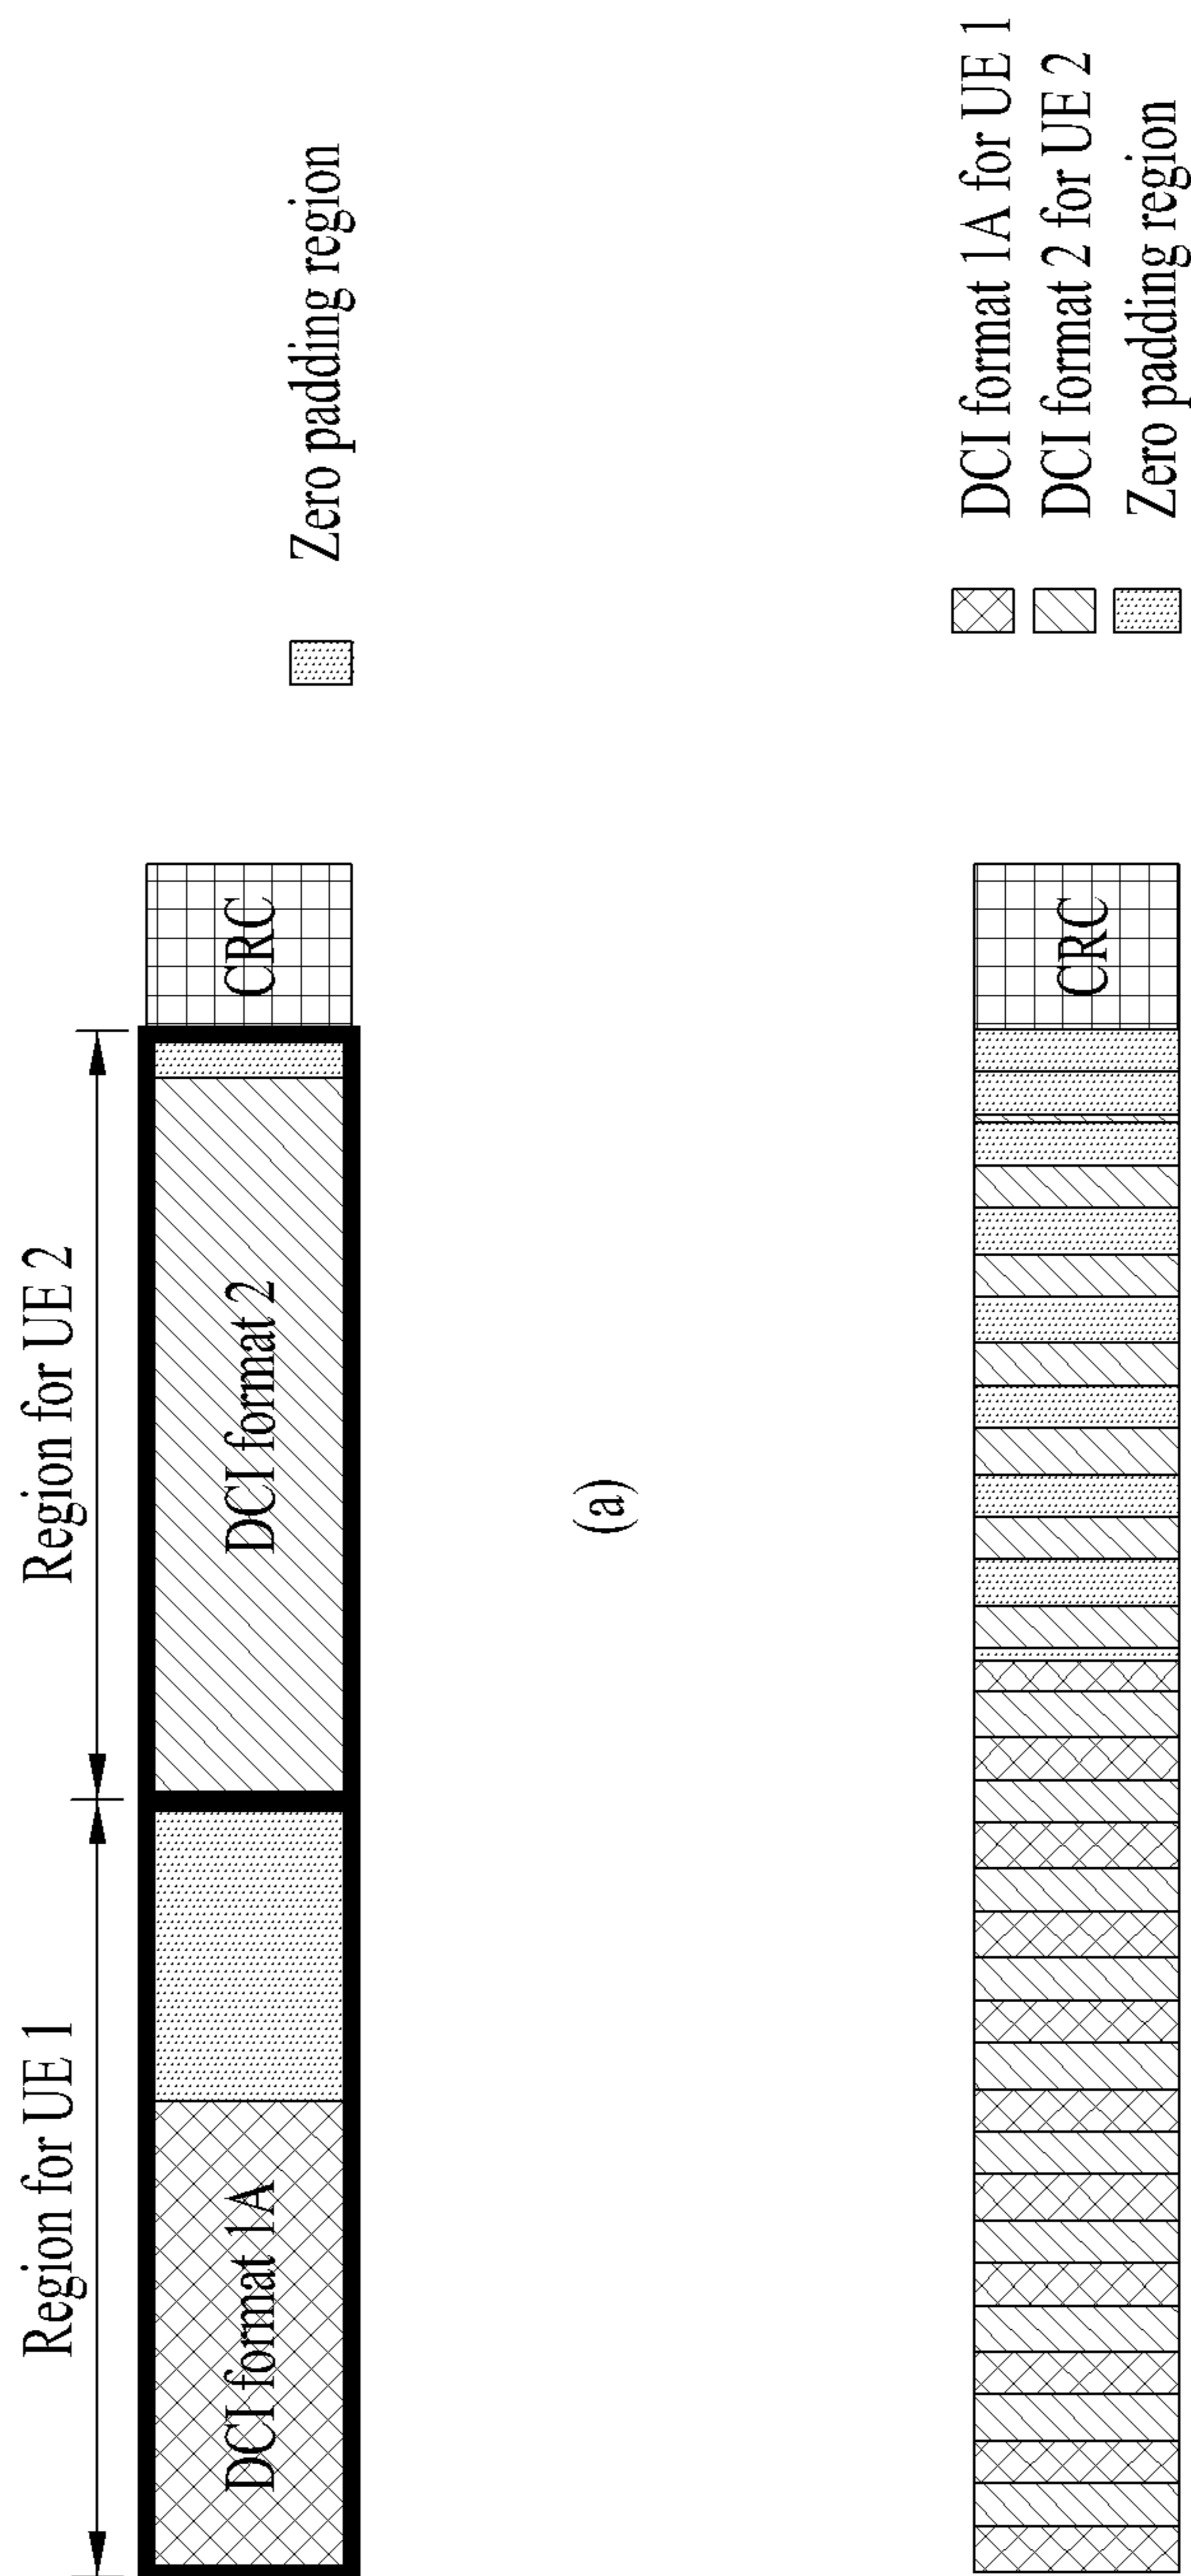 Region for UE 1
Region for UE 2
DCI format 1A
DCI format 2
CRC
Zero padding region
(a)
CRC
DCI format 1A for UE 1
DCI format 2 for UE 2
Zero padding region